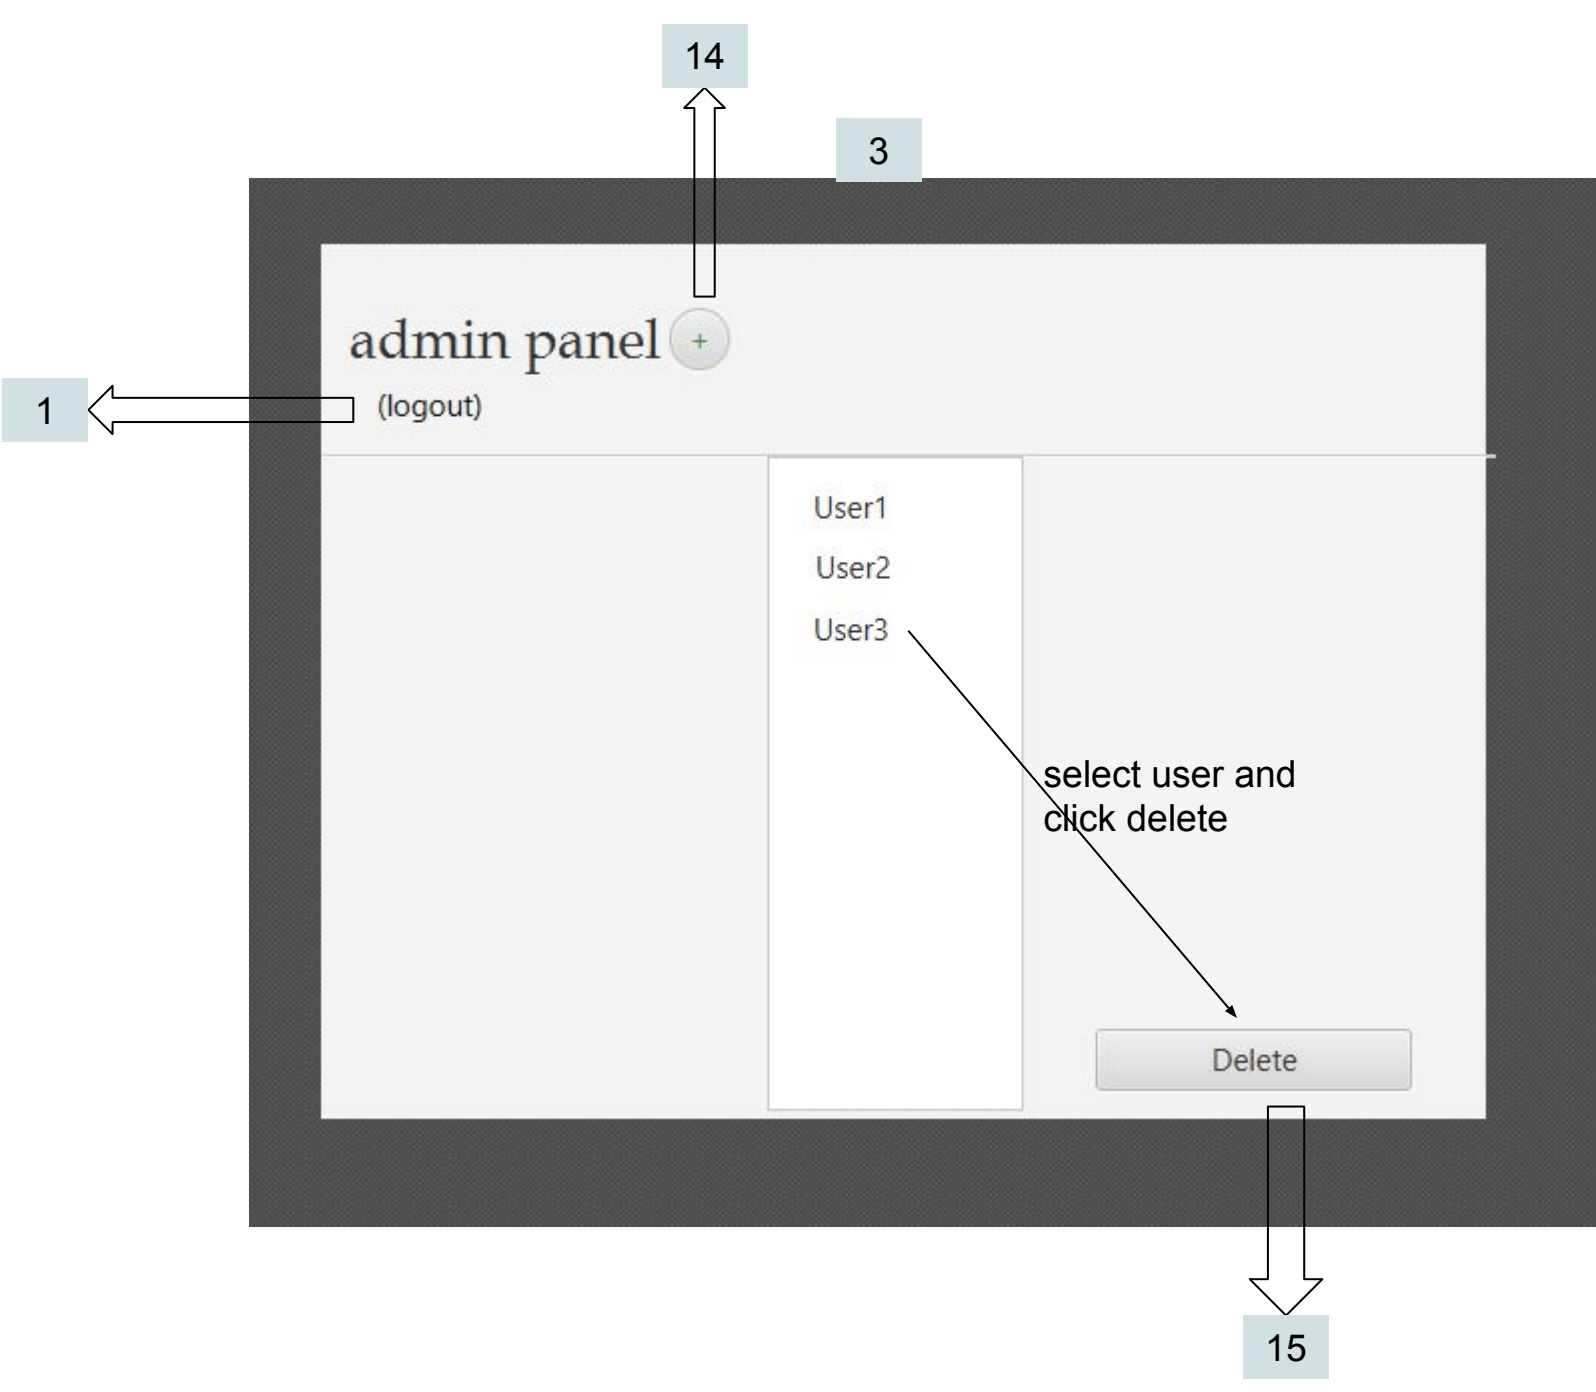 14
3
admin panel +
1
(logout)
User1
User2
User3
select user and
click delete
Delete
15